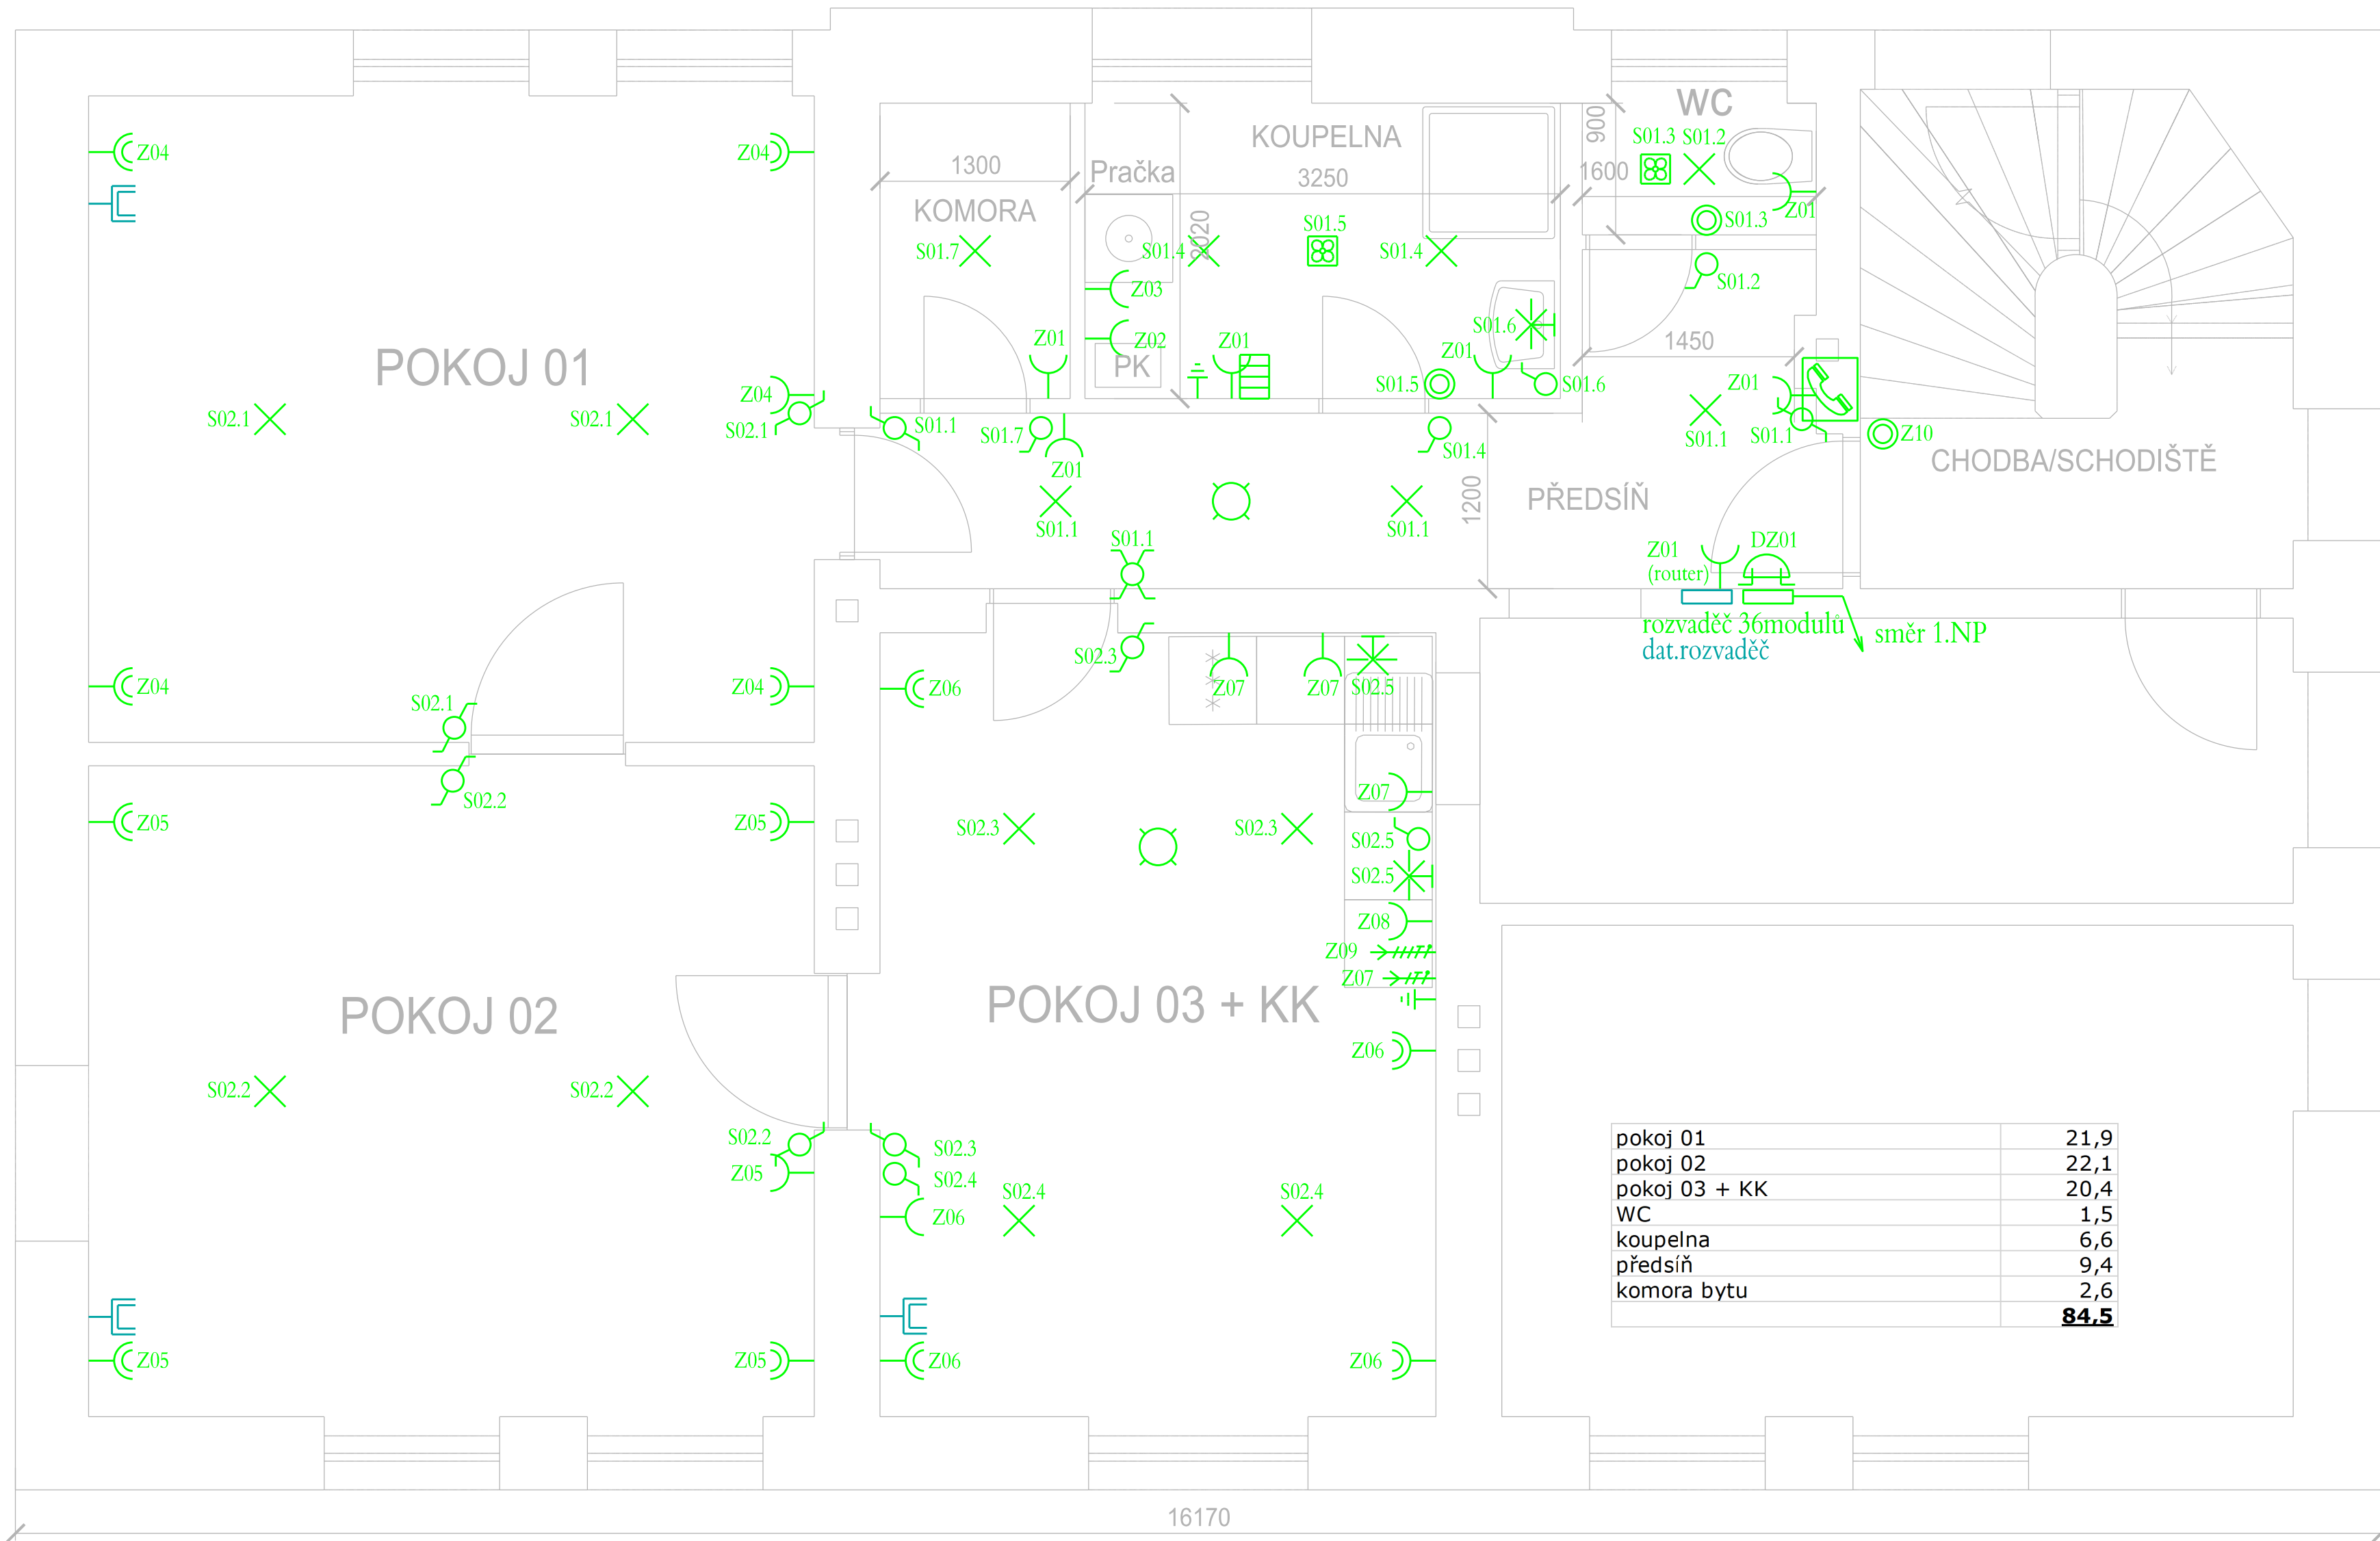 WC
S01.3 S01.2
900
KOUPELNA
Z04
Z04
1300
Pračka
3250
1600
KOMORA
Z01
2020
S01.5
S01.3
S01.7
S01.4
S01.4
S01.2
Z03
S01.6
Z01
Z02
Z01
Z01
1450
POKOJ 01
PK
Z04
S01.5
S01.6
Z01
S02.1
S02.1
S02.1
S01.1
S01.7
S01.4
S01.1
S01.1
Z10
Z01
CHODBA/SCHODIŠTĚ
1200
PŘEDSÍŇ
S01.1
S01.1
S01.1
Z01
(router)
DZ01
rozvaděč 36modulů
směr 1.NP
dat.rozvaděč
S02.3
Z04
Z04
Z06
Z07
Z07
S02.5
S02.1
S02.2
Z07
Z05
Z05
S02.3
S02.3
S02.5
S02.5
Z08
Z09
Z07
POKOJ 02
POKOJ 03 + KK
Z06
S02.2
S02.2
S02.2
S02.3
Z05
S02.4
S02.4
S02.4
Z06
Z05
Z05
Z06
Z06
pokoj 01 21,9
pokoj 02 22,1
pokoj 03 + KK 20,4
WC 1,5
koupelna 6,6
předsíň 9,4
komora bytu 2,6
84,5
16170